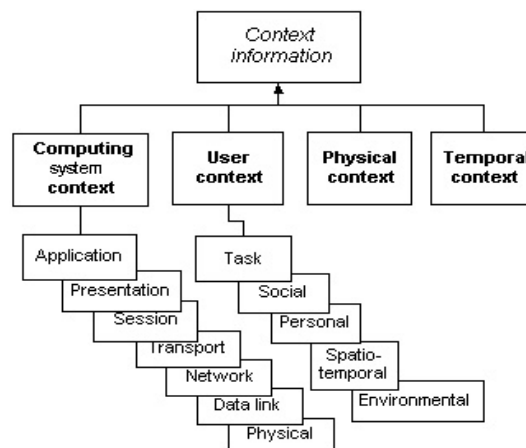 Context
information
Computing
system
context
User
context
Physical
context
Temporal
context
Application
Presentation
Session
Transport
Network
Data link
Physical
Task
Social
Personal
Spatio-
temporal
Environmental